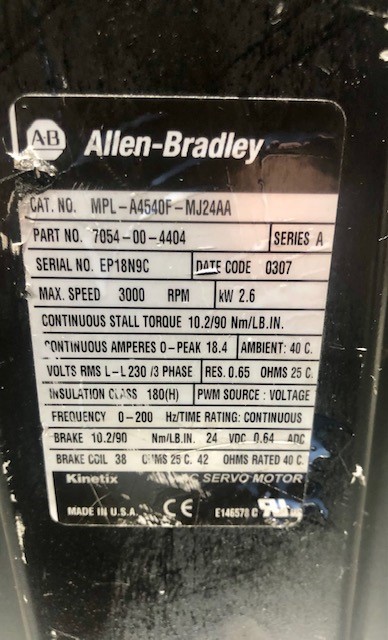 AB Allen-Bradley
CAT. NO. MPL-A4540F-MJ24AA
PART NO. 7054-00-4404 SERIES A
SERIAL NO. EP18N9C DATE CODE 0307
MAX. SPEED 3000 RPM kW 2.6
CONTINUOUS STALL TORQUE 10.2/90 Nm/LB.IN.
CONTINUOUS AMPERES 0-PEAK 18.4 AMBIENT: 40 C.
VOLTS RMS L-L 230 /3 PHASE RES. 0.65 OHMS 25 C.
INSULATION CLASS 180(H) PWM SOURCE : VOLTAGE
FREQUENCY 0-200 Hz/TIME RATING: CONTINUOUS
BRAKE 10.2/90 Nm/LB.IN. 24 VDC 0.64 ADC
BRAKE COIL 38 OHMS 25 C. 42 OHMS RATED 40 C.
Kinetix AC SERVO MOTOR
MADE IN U.S.A. CE E146578 C US